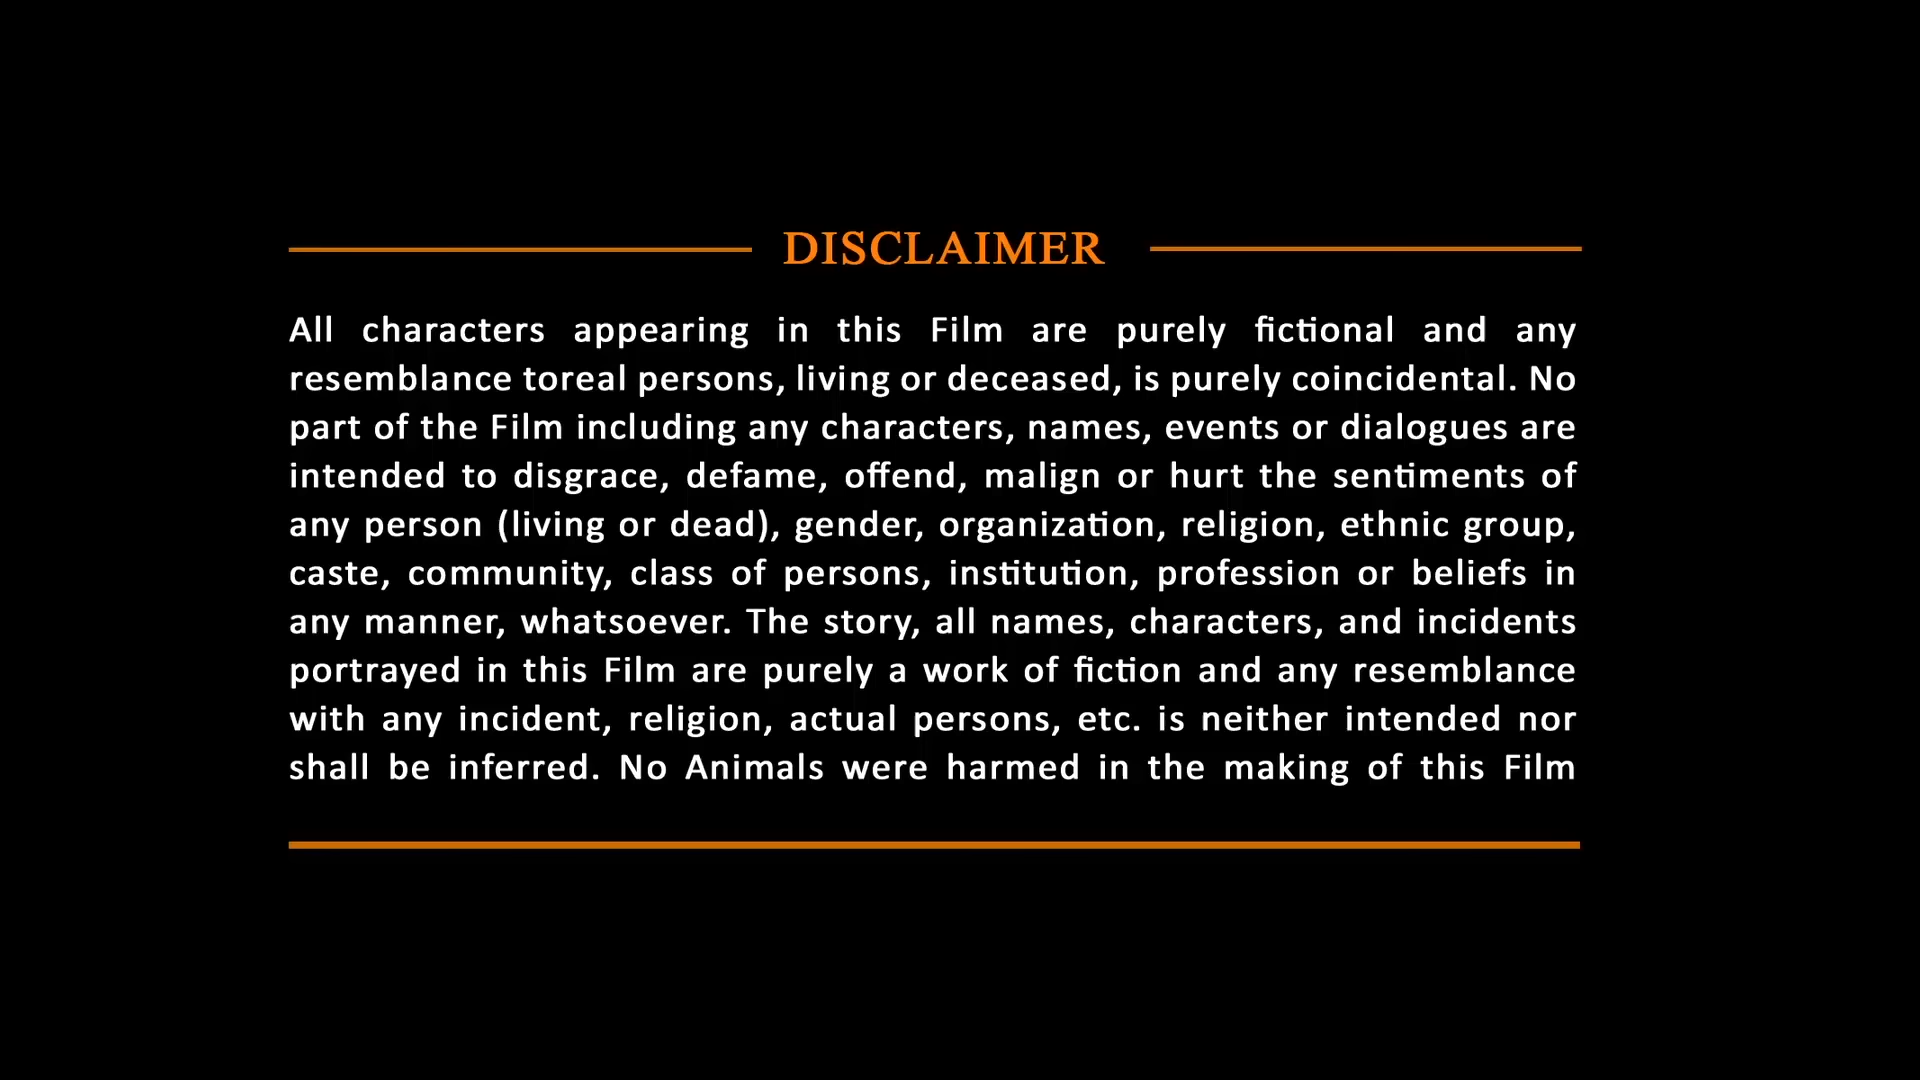 DISCLAIMER
All characters appearing in this Film are purely fictional and any
resemblance toreal persons, living or deceased, is purely coincidental. No
part of the Film including any characters, names, events or dialogues are
intended to disgrace, defame, offend, malign or hurt the sentiments of
any person (living or dead), gender, organization, religion, ethnic group,
caste, community, class of persons, institution, profession or beliefs in
any manner, whatsoever. The story, all names, characters, and incidents
portrayed in this Film are purely a work of fiction and any resemblance
with any incident, religion, actual persons, etc. is neither intended nor
shall be inferred. No Animals were harmed in the making of this Film